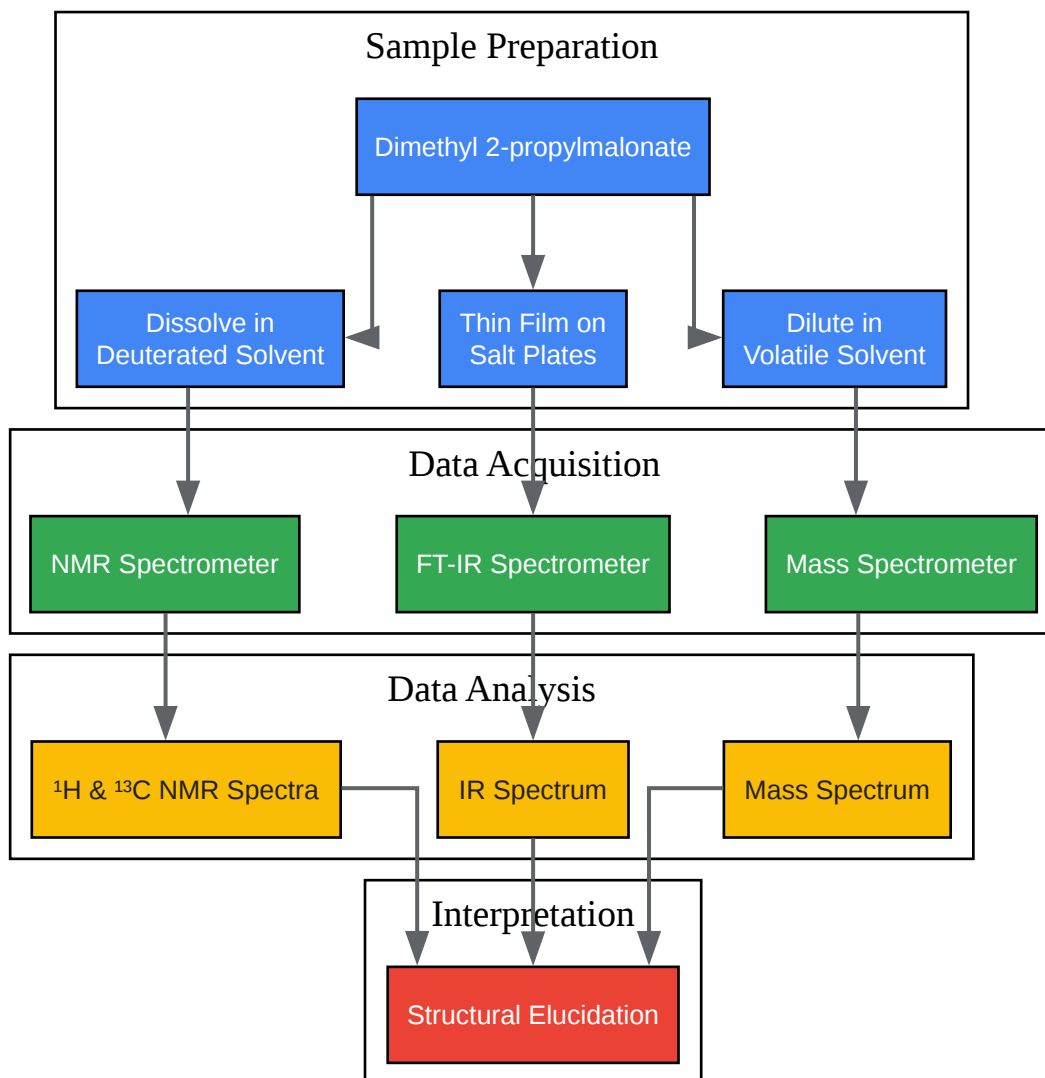 Sample Preparation
Dimethyl 2-propylmalonate
Dissolve in
Deuterated Solvent
Thin Film on
Salt Plates
Dilute in
Volatile Solvent
Data Acquisition
NMR Spectrometer
FT-IR Spectrometer
Mass Spectrometer
Data Analysis
¹H & ¹³C NMR Spectra
IR Spectrum
Mass Spectrum
Interpretation
Structural Elucidation